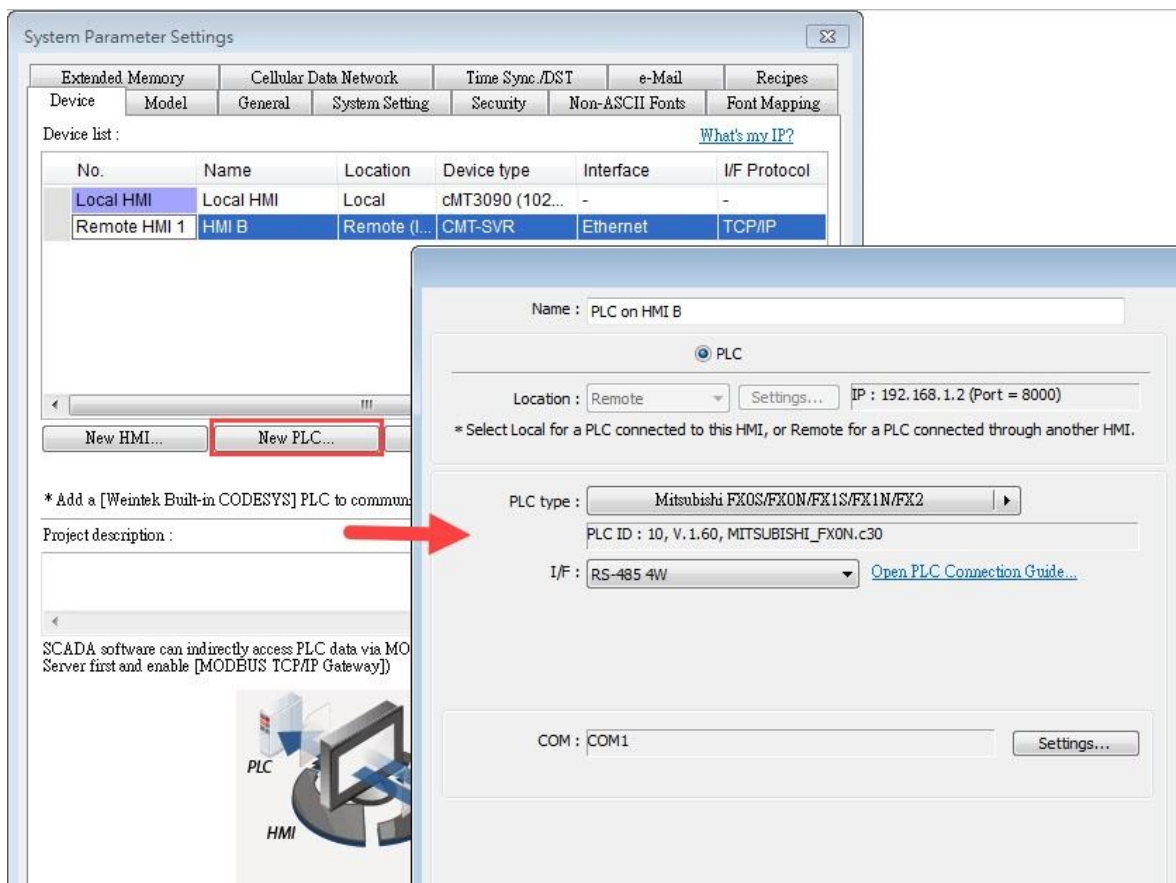 System Parameter Settings
Extended Memory Cellular Data Network Time Sync./DST e-Mail Recipes
Device Model General System Setting Security Non-ASCII Fonts Font Mapping
Device list : What's my IP?
No. Name Location Device type Interface I/F Protocol
Local HMI Local HMI Local cMT3090 (102... - -
Remote HMI 1 HMI B Remote (I... CMT-SVR Ethernet TCP/IP
New HMI... New PLC...
* Add a [Weintek Built-in CODESYS] PLC to commun
Project description :
SCADA software can indirectly access PLC data via MO
Server first and enable [MODBUS TCP/IP Gateway])
PLC
HMI
Name : PLC on HMI B
PLC
Location : Remote Settings... IP : 192.168.1.2 (Port = 8000)
* Select Local for a PLC connected to this HMI, or Remote for a PLC connected through another HMI.
PLC type : Mitsubishi FX0S/FX0N/FX1S/FX1N/FX2
PLC ID : 10, V.1.60, MITSUBISHI_FX0N.c30
I/F : RS-485 4W Open PLC Connection Guide...
COM : COM1 Settings...